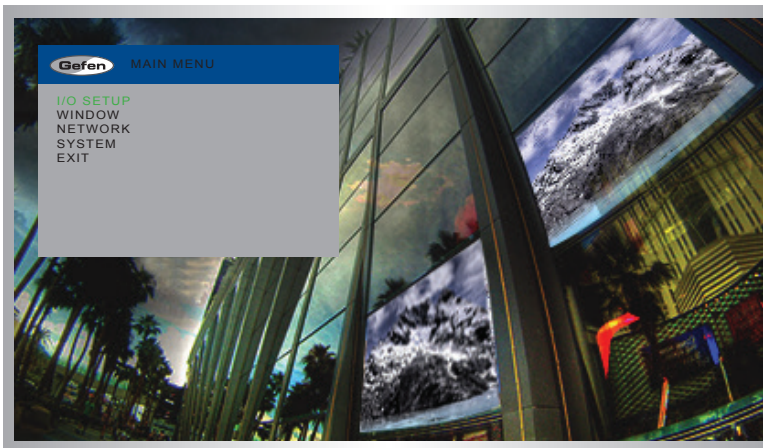 Gefen MAIN MENU
I/O SETUP
WINDOW
NETWORK
SYSTEM
EXIT